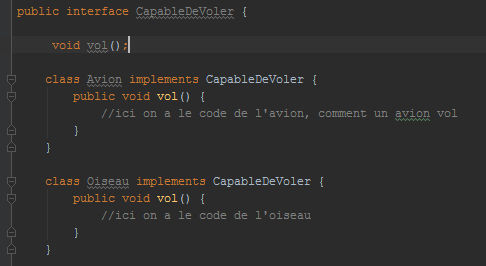 public interface CapableDeVoler {
void vol();
class Avion implements CapableDeVoler {
public void vol() {
//ici on a le code de l'avion, comment un avion vol
}
}
class Oiseau implements CapableDeVoler {
public void vol() {
//ici on a le code de l'oiseau
}
}